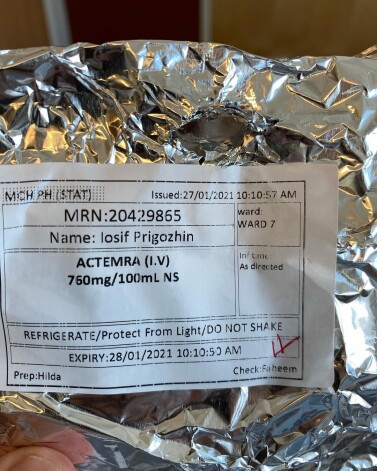 MCH PH (STAT) Issued:27/01/2021 10:10:57 AM
MRN:20429865
ward:
WARD 7
Name: Iosif Prigozhin
ACTEMRA (I.V)
760mg/100mL NS
As directed
REFRIGERATE/Protect From Light/DO NOT SHAKE
EXPIRY:28/01/2021 10:10:50 AM
Prep:Hilda Check:Faheem